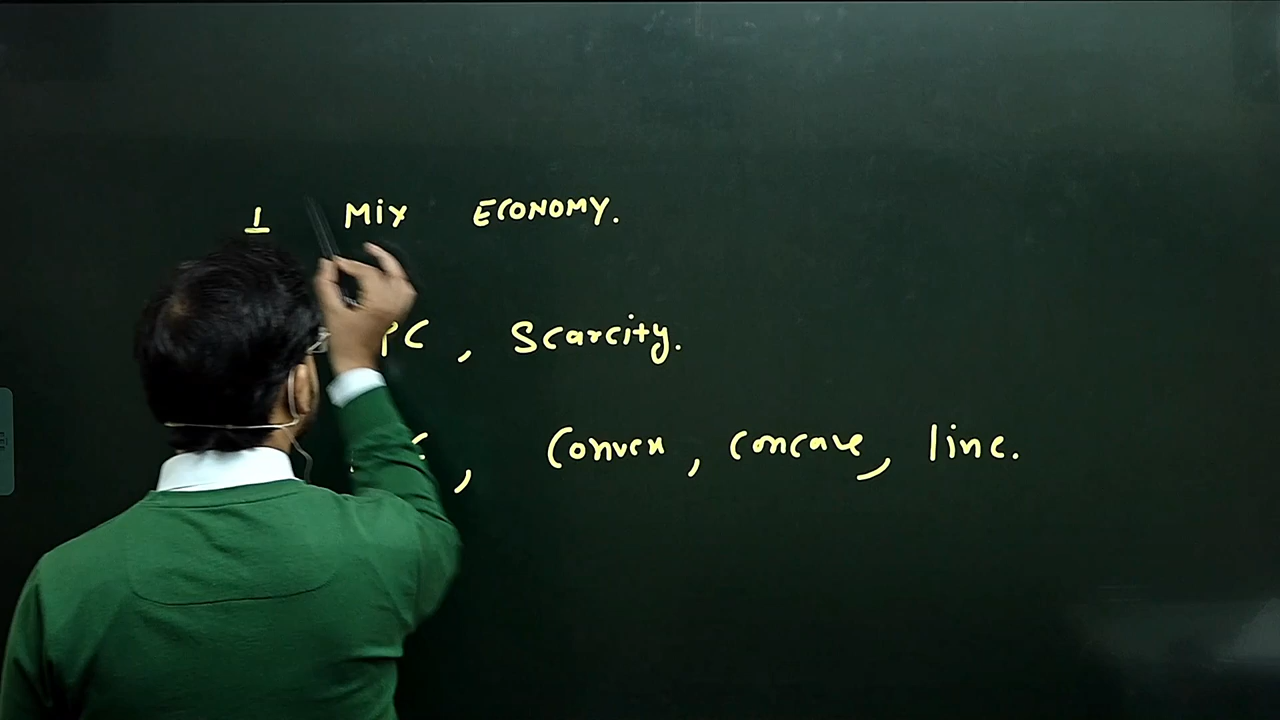 1 Mix ECONOMY.
PC, Scarcity.
, Convex, concave, line.